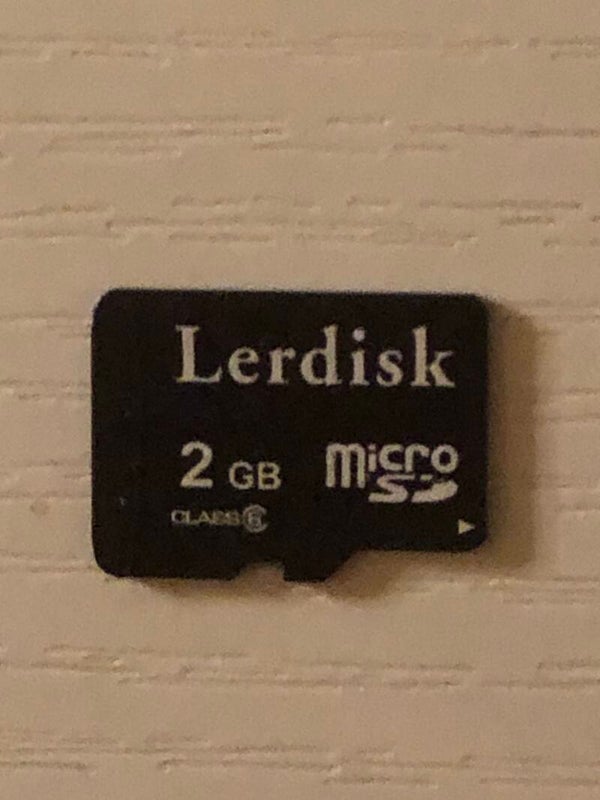 Lerdisk
2 GB
micro
SD
CLASS 6